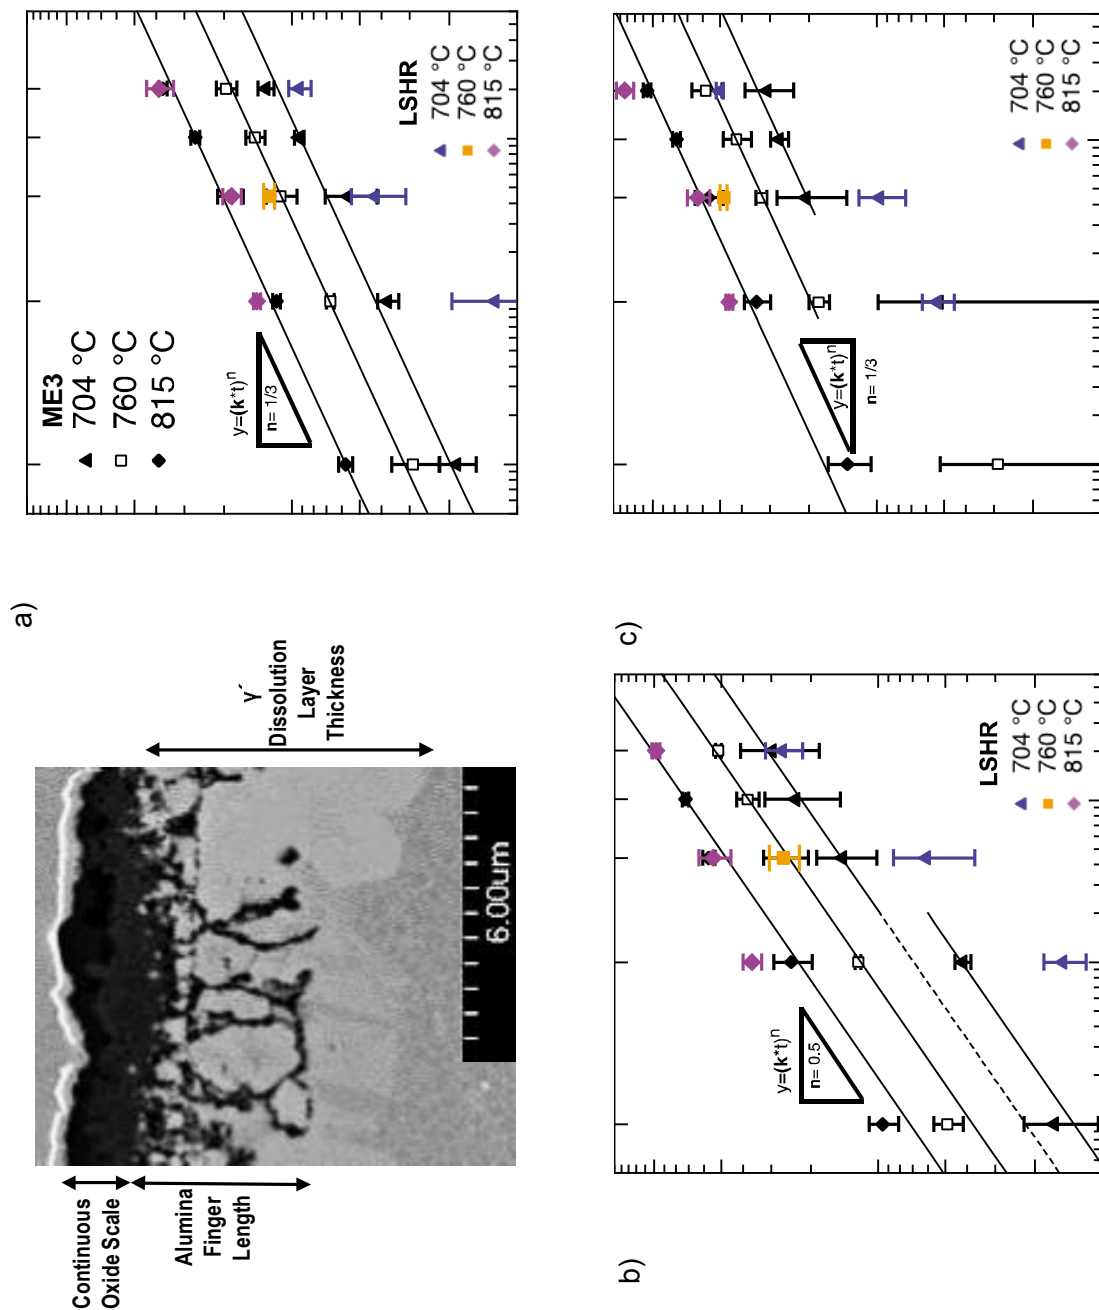 a)
Continuous
Oxide Scale
Alumina
Finger
Length
γ´
Dissolution
Layer
Thickness
6.00um
ME3
704 °C
760 °C
815 °C
y=(k*t)n
n= 1/3
LSHR
704 °C
760 °C
815 °C
b)
y=(k*t)n
n= 0.5
LSHR
704 °C
760 °C
815 °C
c)
y=(k*t)n
n= 1/3
704 °C
760 °C
815 °C